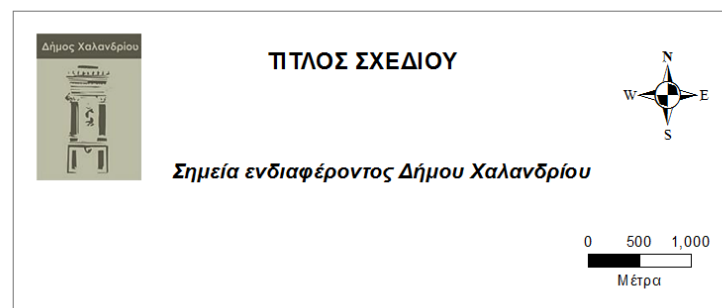 Δήμος Χαλανδρίου
ΤΙΤΛΟΣ ΣΧΕΔΙΟΥ
N
W E
S
Σημεία ενδιαφέροντος Δήμου Χαλανδρίου
0 500 1,000
Μέτρα